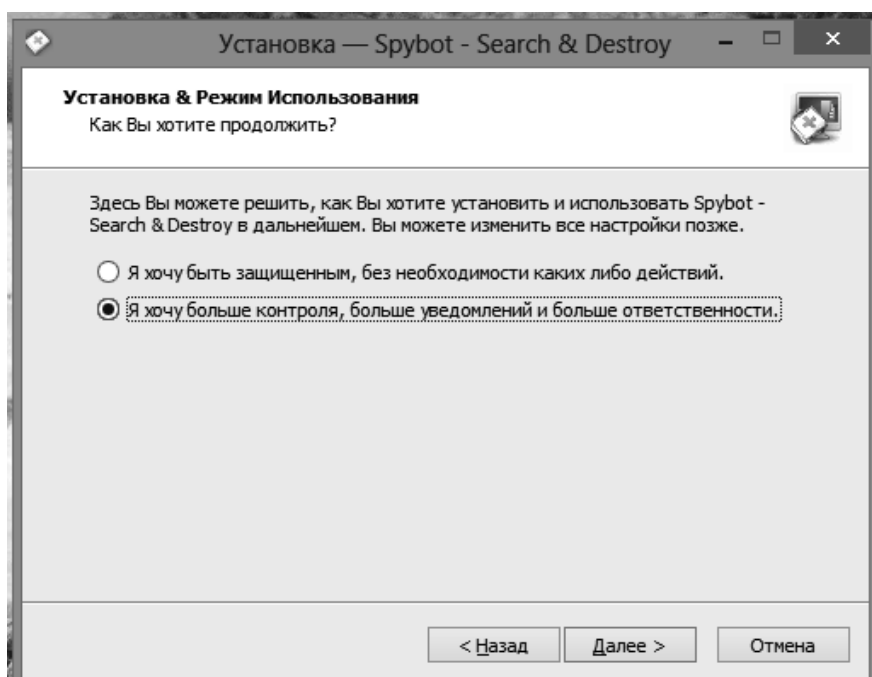 Установка — Spybot - Search & Destroy
Установка & Режим Использования
Как Вы хотите продолжить?
Здесь Вы можете решить, как Вы хотите установить и использовать Spybot -
Search & Destroy в дальнейшем. Вы можете изменить все настройки позже.
Я хочу быть защищенным, без необходимости каких либо действий.
Я хочу больше контроля, больше уведомлений и больше ответственности.
< Назад
Далее >
Отмена